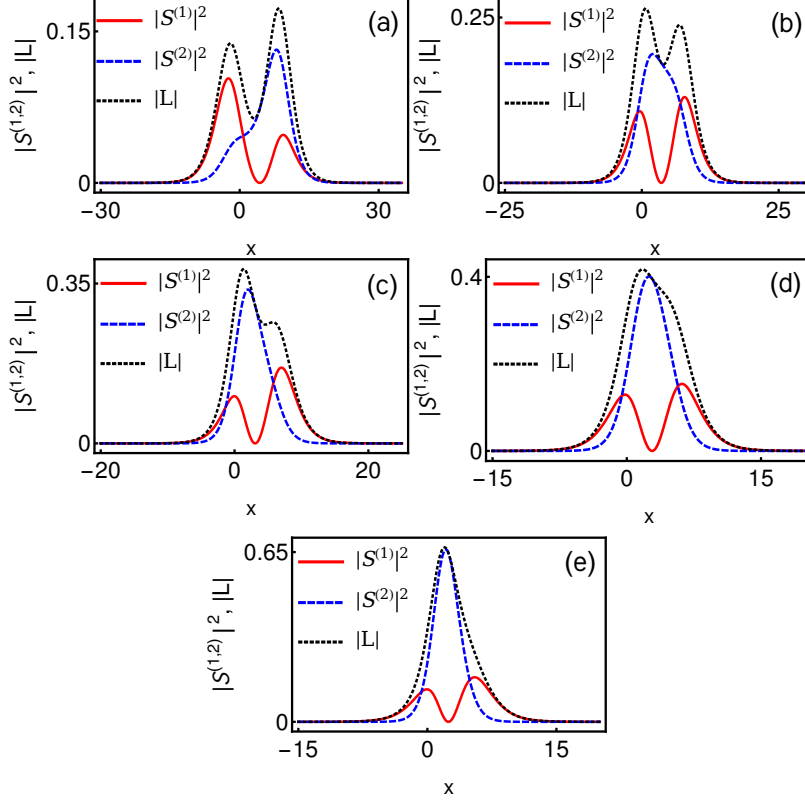 (a)
|S^(1)|^2
|S^(2)|^2
|L|
0.15
0
-30
0
30
x
|S^(1,2)|^2, |L|
(b)
|S^(1)|^2
|S^(2)|^2
|L|
0.25
0
-25
0
25
x
|S^(1,2)|^2, |L|
(c)
|S^(1)|^2
|S^(2)|^2
|L|
0.35
0
-20
0
20
x
|S^(1,2)|^2, |L|
(d)
|S^(1)|^2
|S^(2)|^2
|L|
0.4
0
-15
0
15
x
|S^(1,2)|^2, |L|
(e)
|S^(1)|^2
|S^(2)|^2
|L|
0.65
0
-15
0
15
x
|S^(1,2)|^2, |L|